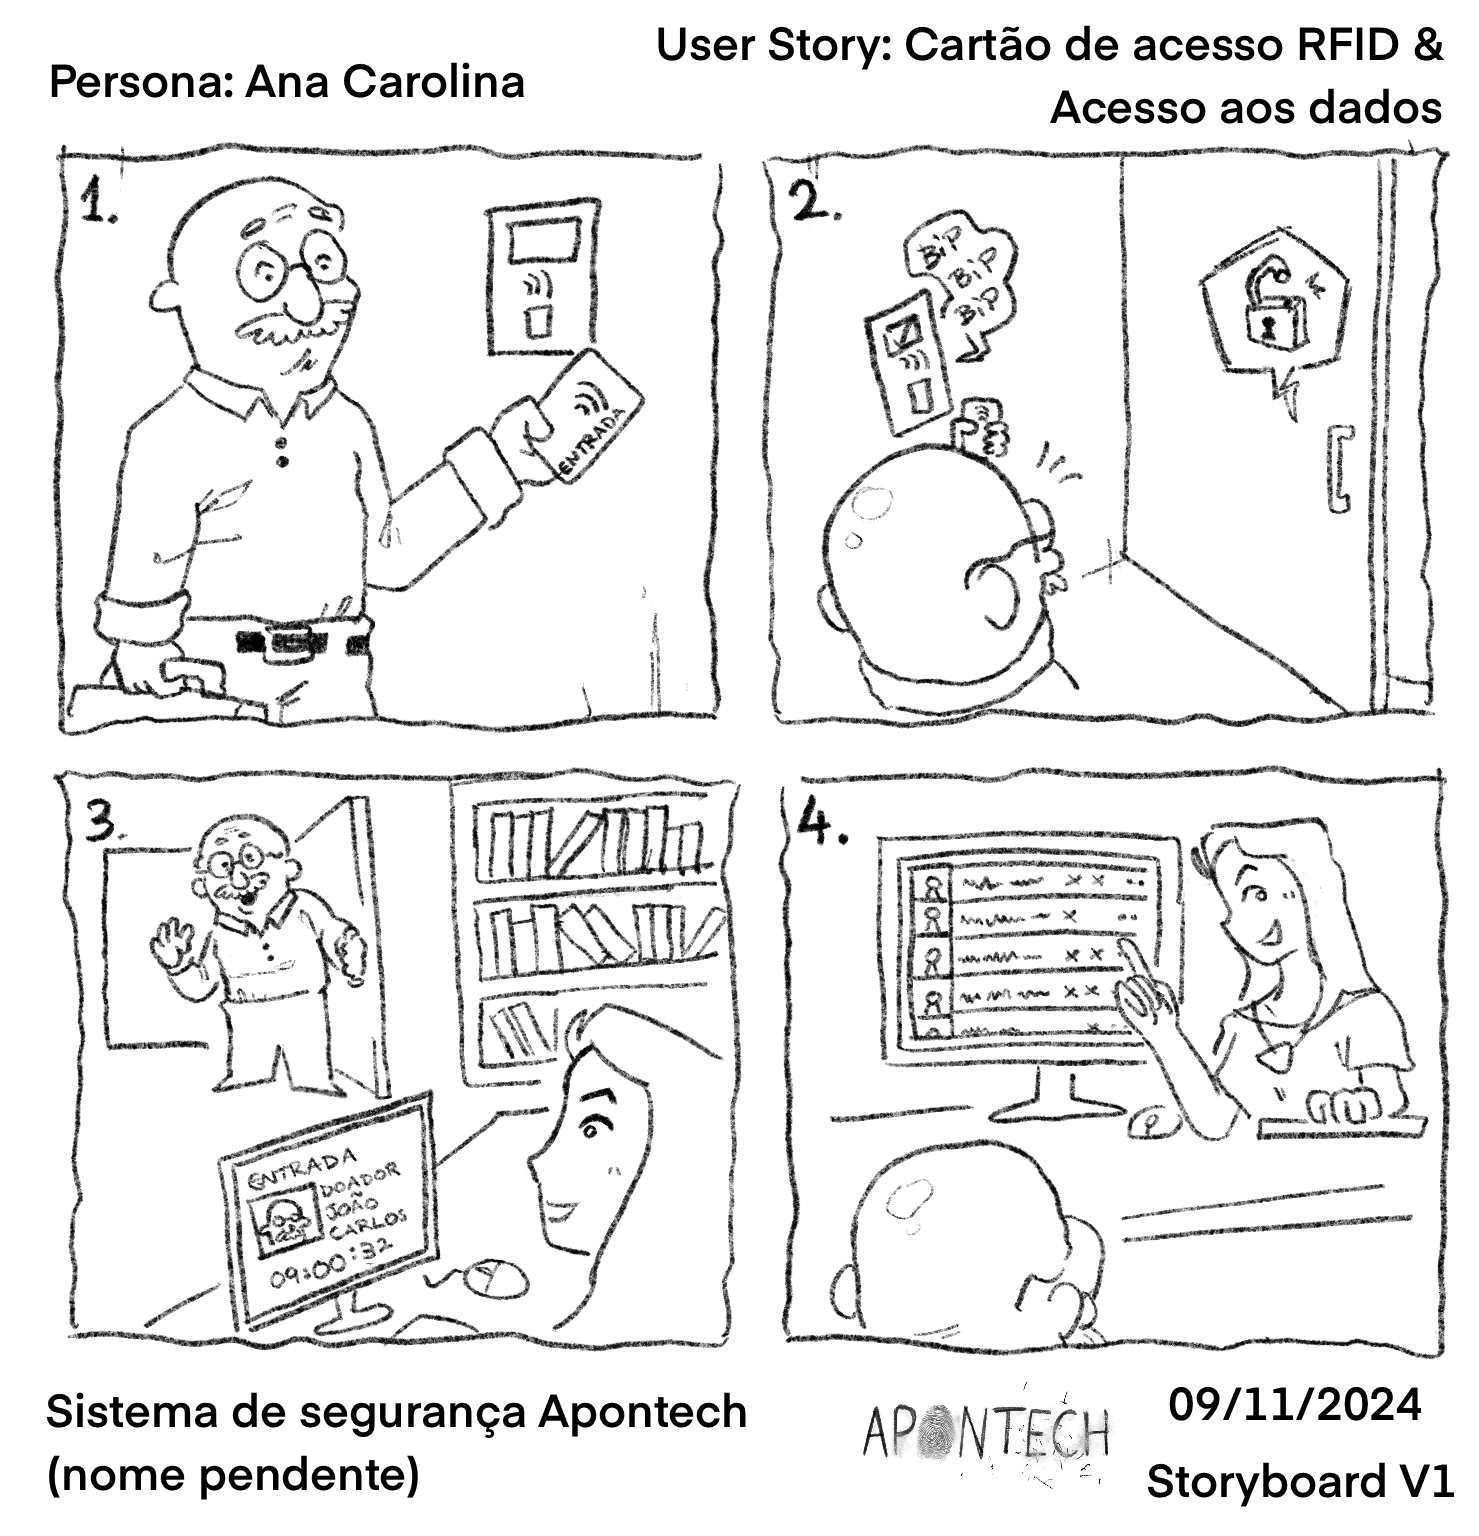 Persona: Ana Carolina
User Story: Cartão de acesso RFID &
Acesso aos dados
1.
ENTRADA
2.
BiP
BiP
BiP
3.
ENTRADA
DOADOR
JOÃO
CARLOS
09:00:32
4.
Sistema de segurança Apontech
(nome pendente)
APONTECH
09/11/2024
Storyboard V1